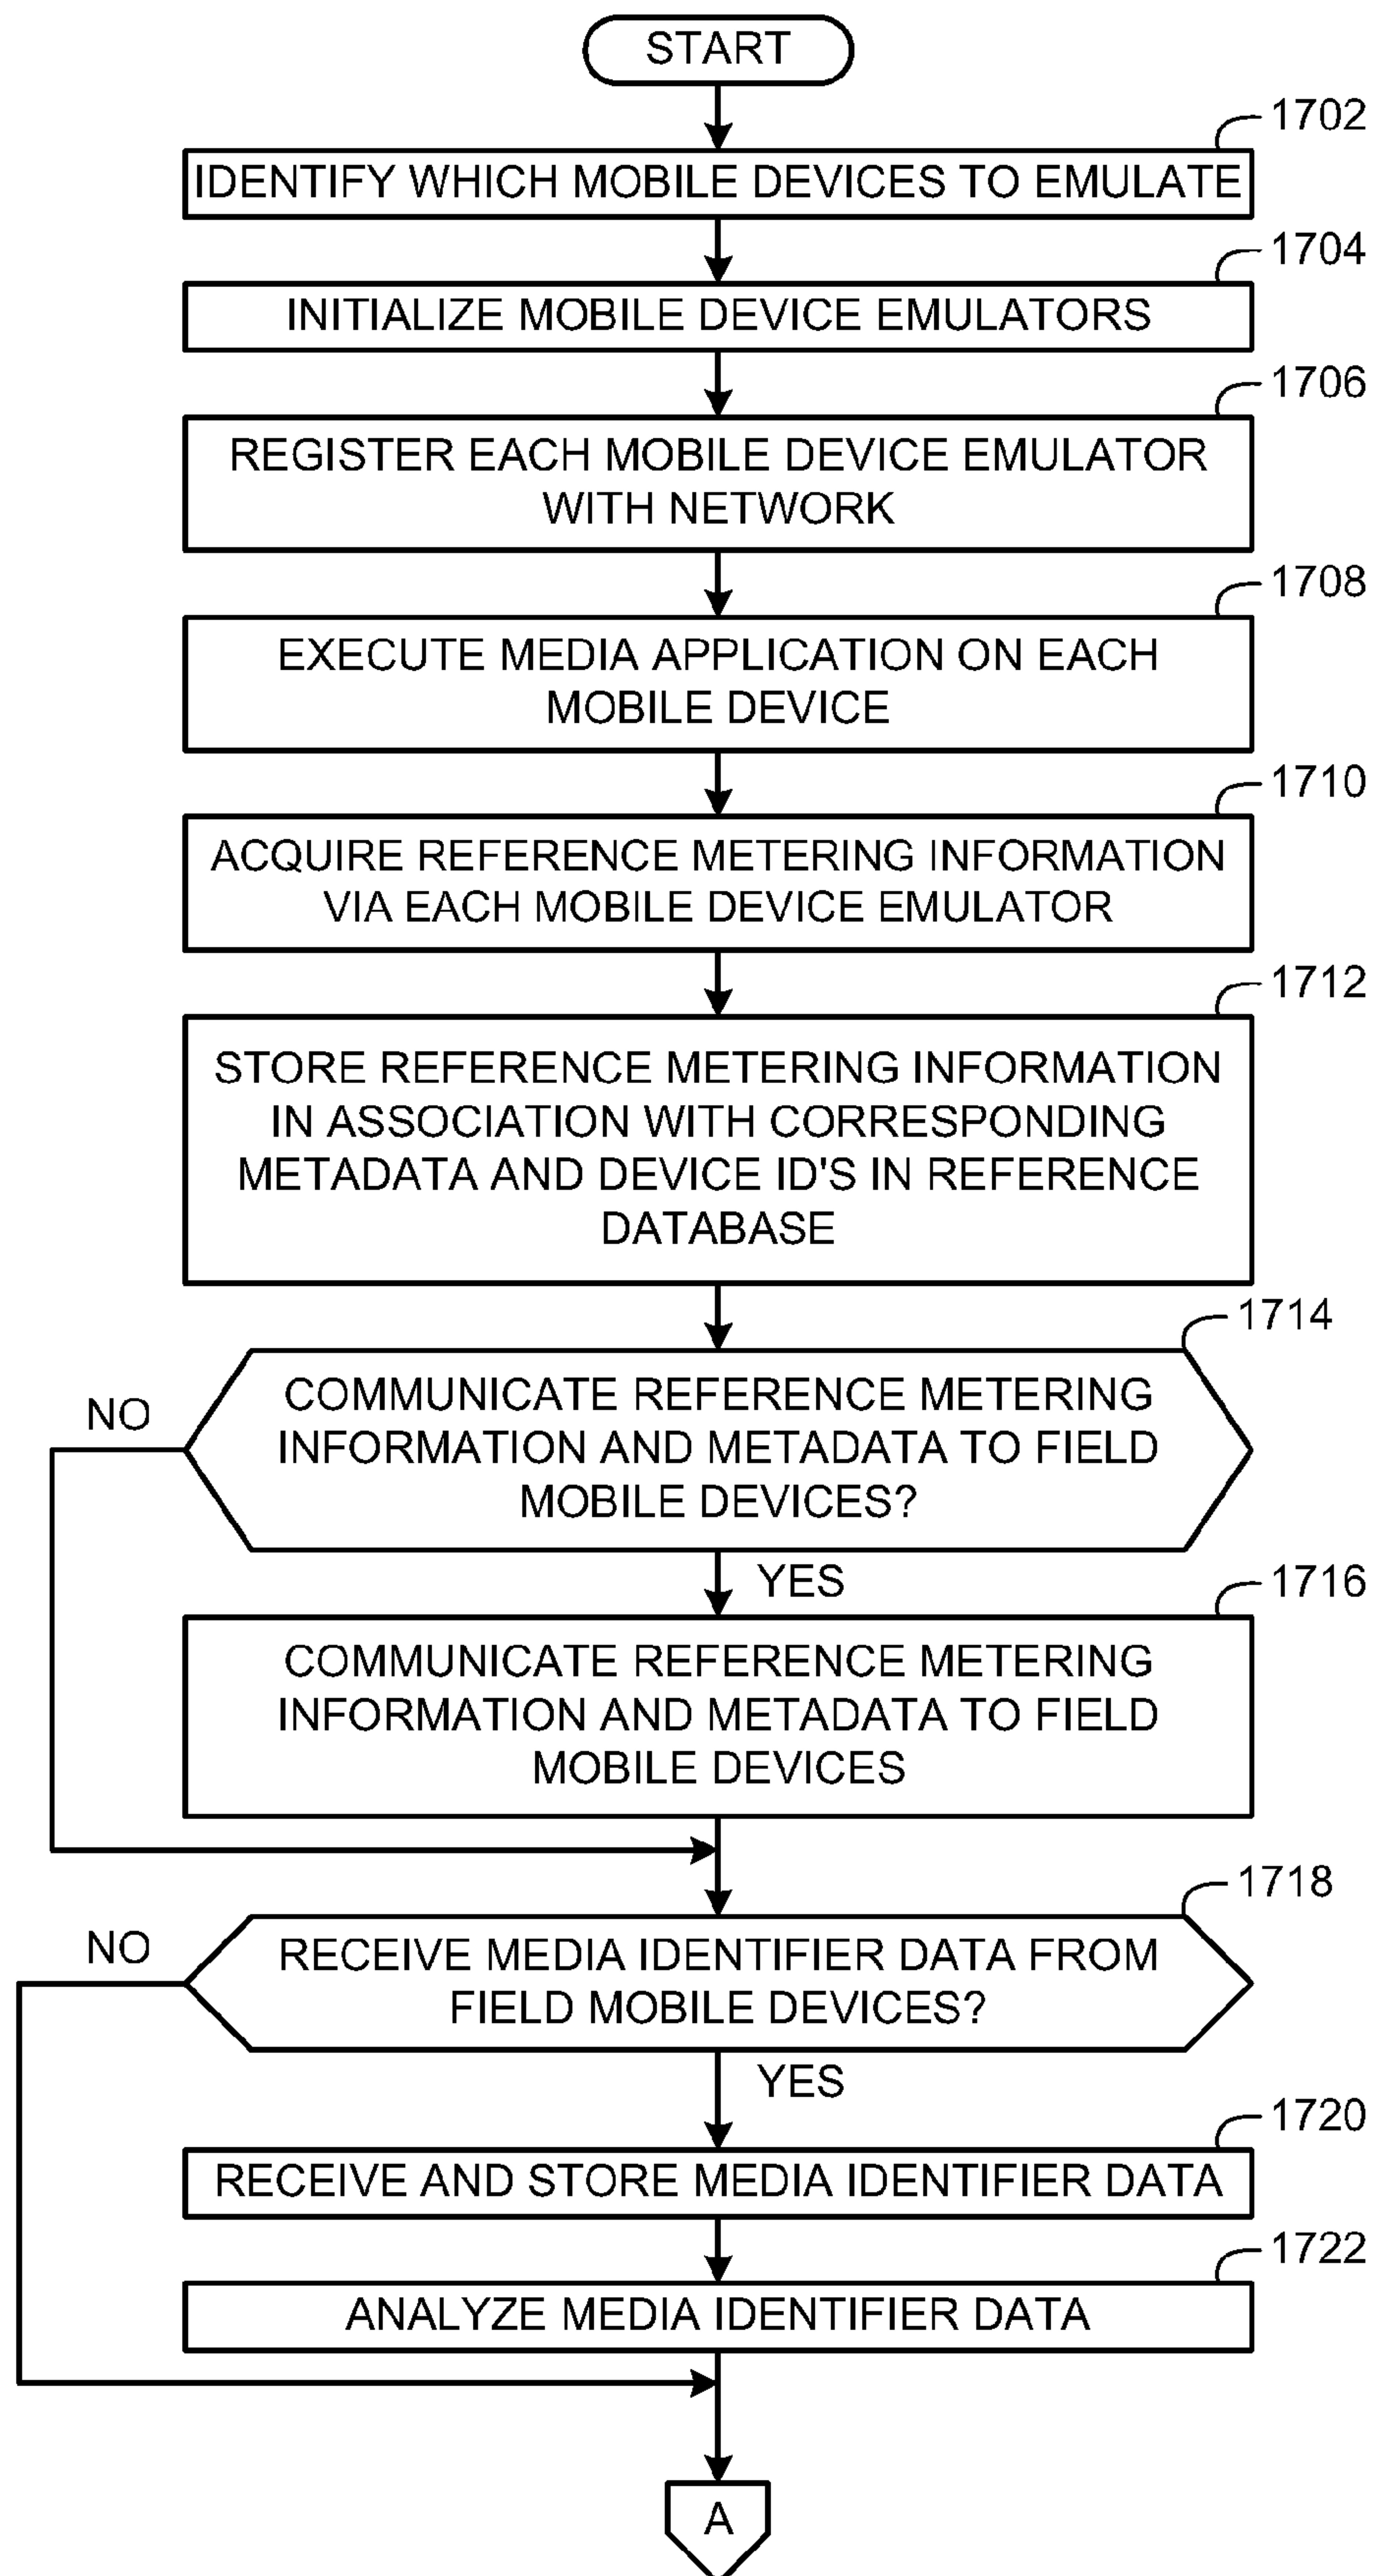 START
1702
IDENTIFY WHICH MOBILE DEVICES TO EMULATE
1704
INITIALIZE MOBILE DEVICE EMULATORS
1706
REGISTER EACH MOBILE DEVICE EMULATOR
WITH NETWORK
1708
EXECUTE MEDIA APPLICATION ON EACH
MOBILE DEVICE
1710
ACQUIRE REFERENCE METERING INFORMATION
VIA EACH MOBILE DEVICE EMULATOR
1712
STORE REFERENCE METERING INFORMATION
IN ASSOCIATION WITH CORRESPONDING
METADATA AND DEVICE ID'S IN REFERENCE
DATABASE
1714
NO
COMMUNICATE REFERENCE METERING
INFORMATION AND METADATA TO FIELD
MOBILE DEVICES?
YES
1716
COMMUNICATE REFERENCE METERING
INFORMATION AND METADATA TO FIELD
MOBILE DEVICES
1718
NO
RECEIVE MEDIA IDENTIFIER DATA FROM
FIELD MOBILE DEVICES?
YES
1720
RECEIVE AND STORE MEDIA IDENTIFIER DATA
1722
ANALYZE MEDIA IDENTIFIER DATA
A